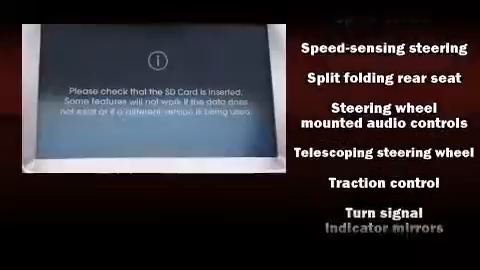 Please check that the SD Card is inserted.
Some features will not work if the data does
not exist or if a different version is being used.
Speed-sensing steering
Split folding rear seat
Steering wheel
mounted audio controls
Telescoping steering wheel
Traction control
Turn signal
indicator mirrors